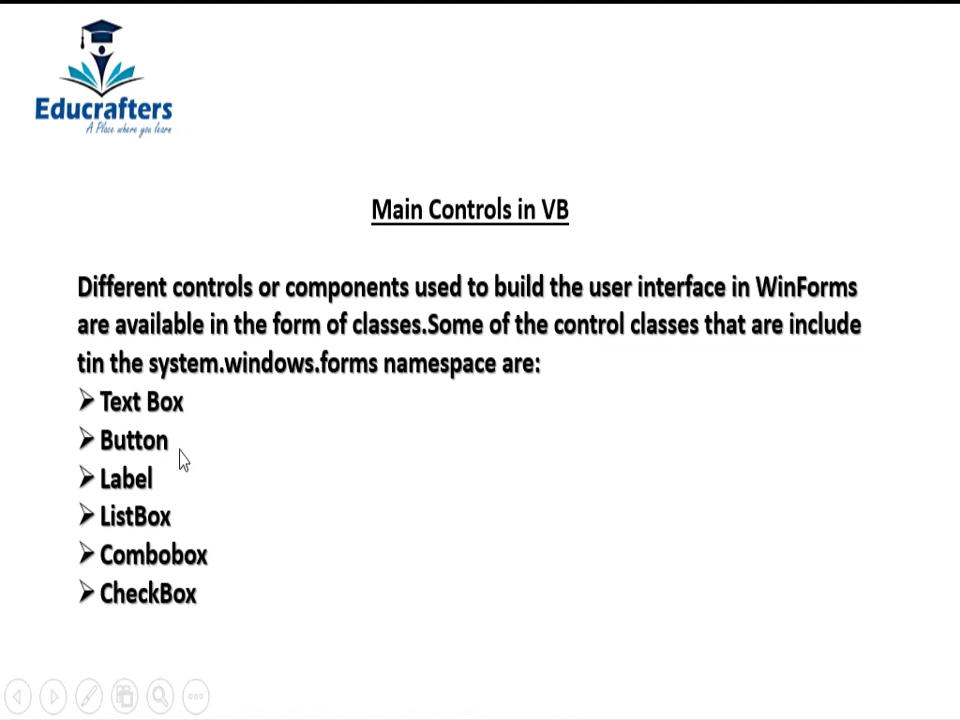 Educrafters
A Place where you learn
Main Controls in VB
Different controls or components used to build the user interface in WinForms
are available in the form of classes.Some of the control classes that are include
tin the system.windows.forms namespace are:
Text Box
Button
Label
ListBox
Combobox
CheckBox